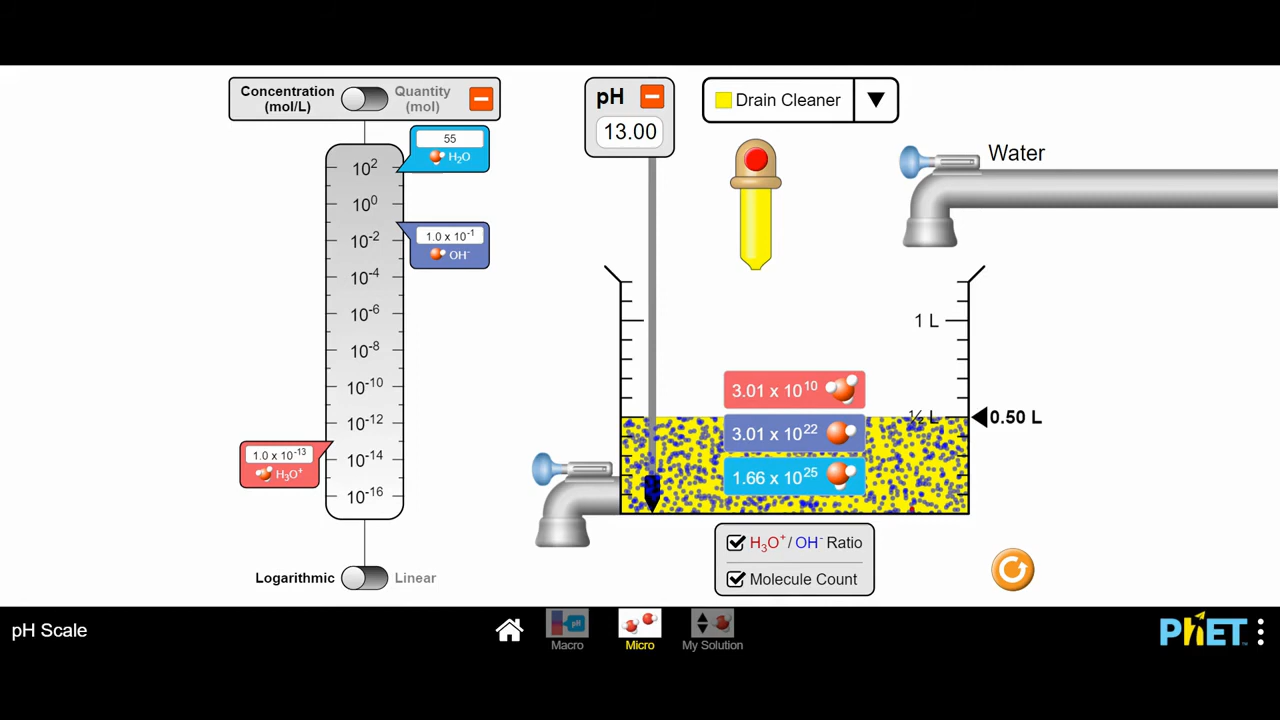 Concentration
(mol/L)
Quantity
(mol)
55
H₂O
10²
10⁰
10⁻²
10⁻⁴
10⁻⁶
10⁻⁸
10⁻¹⁰
10⁻¹²
10⁻¹⁴
10⁻¹⁶
1.0 x 10⁻¹
OH⁻
1.0 x 10⁻¹³
H₃O⁺
Logarithmic
Linear
pH
13.00
Drain Cleaner
Water
1 L
½ L
0.50 L
3.01 x 10¹⁰
3.01 x 10²²
1.66 x 10²⁵
H₃O⁺/OH⁻ Ratio
Molecule Count
pH Scale
pH
Macro
Micro
My Solution
PhET